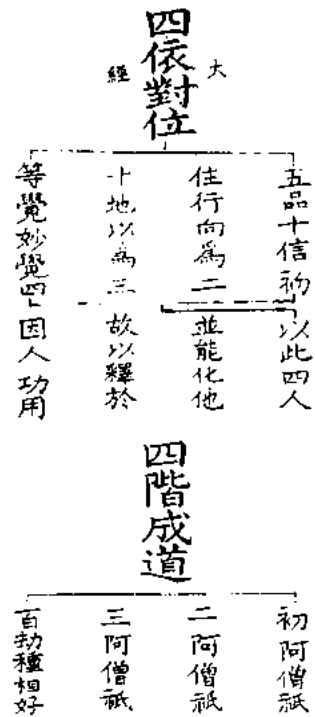 四依對位
大
經
五品十信初
住行向為二
十地以為三
等覺妙覺四
以此四人
並能化他
故以釋於
因人功用
四階成道
初阿僧祇
二阿僧祇
三阿僧祇
百劫種相好